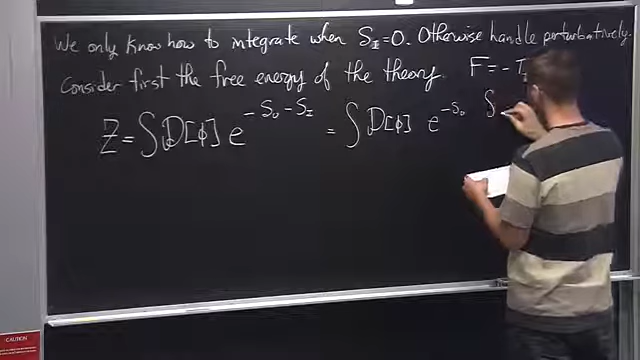 We only know how to integrate when S_I=0. Otherwise handle perturbatively.
Consider first the free energy of the theory. F = -T
Z = ∫D[ϕ] e^{-S_0-S_I} = ∫D[ϕ] e^{-S_0}
CAUTION